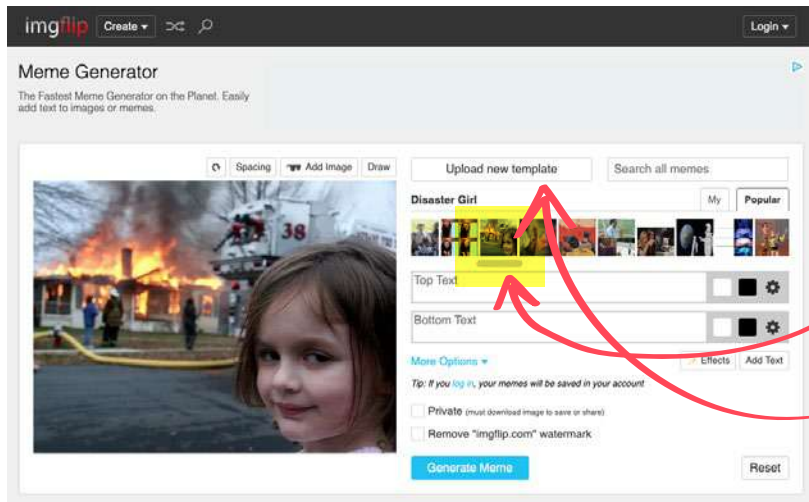 imgflip Create Login
Meme Generator
The Fastest Meme Generator on the Planet. Easily
add text to images or memes.
Spacing Add Image Draw
Upload new template Search all memes
Disaster Girl My Popular
38
Top Text
Bottom Text
More Options Effects Add Text
Tip: If you log in, your memes will be saved in your account
Private (must download image to save or share)
Remove "imgflip.com" watermark
Generate Meme Reset